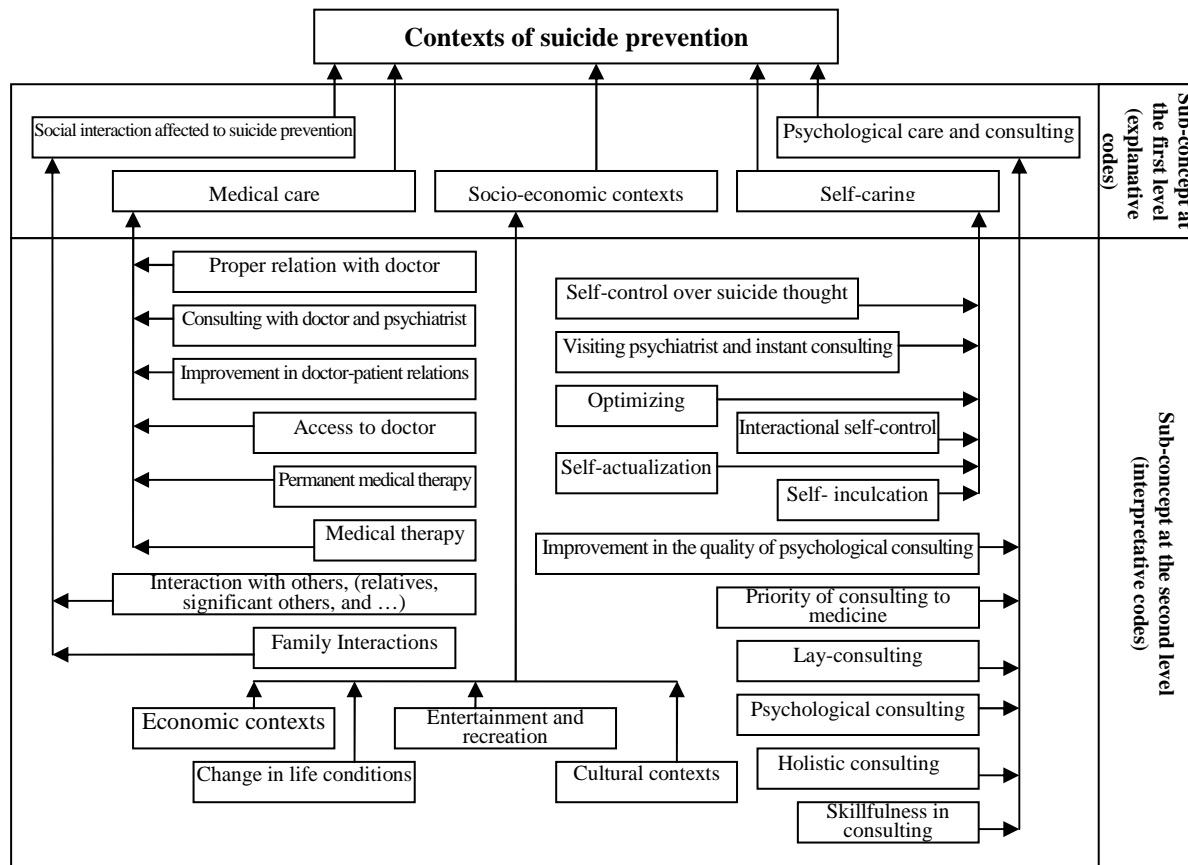 Contexts of suicide prevention
Social interaction affected to suicide prevention
Psychological care and consulting
Medical care
Socio-economic contexts
Self-caring
Sub-concept at
the first level
(explanative
codes)
Proper relation with doctor
Consulting with doctor and psychiatrist
Improvement in doctor-patient relations
Access to doctor
Permanent medical therapy
Medical therapy
Interaction with others, (relatives,
significant others, and …)
Family Interactions
Economic contexts
Change in life conditions
Entertainment and
recreation
Cultural contexts
Self-control over suicide thought
Visiting psychiatrist and instant consulting
Optimizing
Interactional self-control
Self-actualization
Self- inculcation
Improvement in the quality of psychological consulting
Priority of consulting to
medicine
Lay-consulting
Psychological consulting
Holistic consulting
Skillfulness in
consulting
Sub-concept at the second level
(interpretative codes)